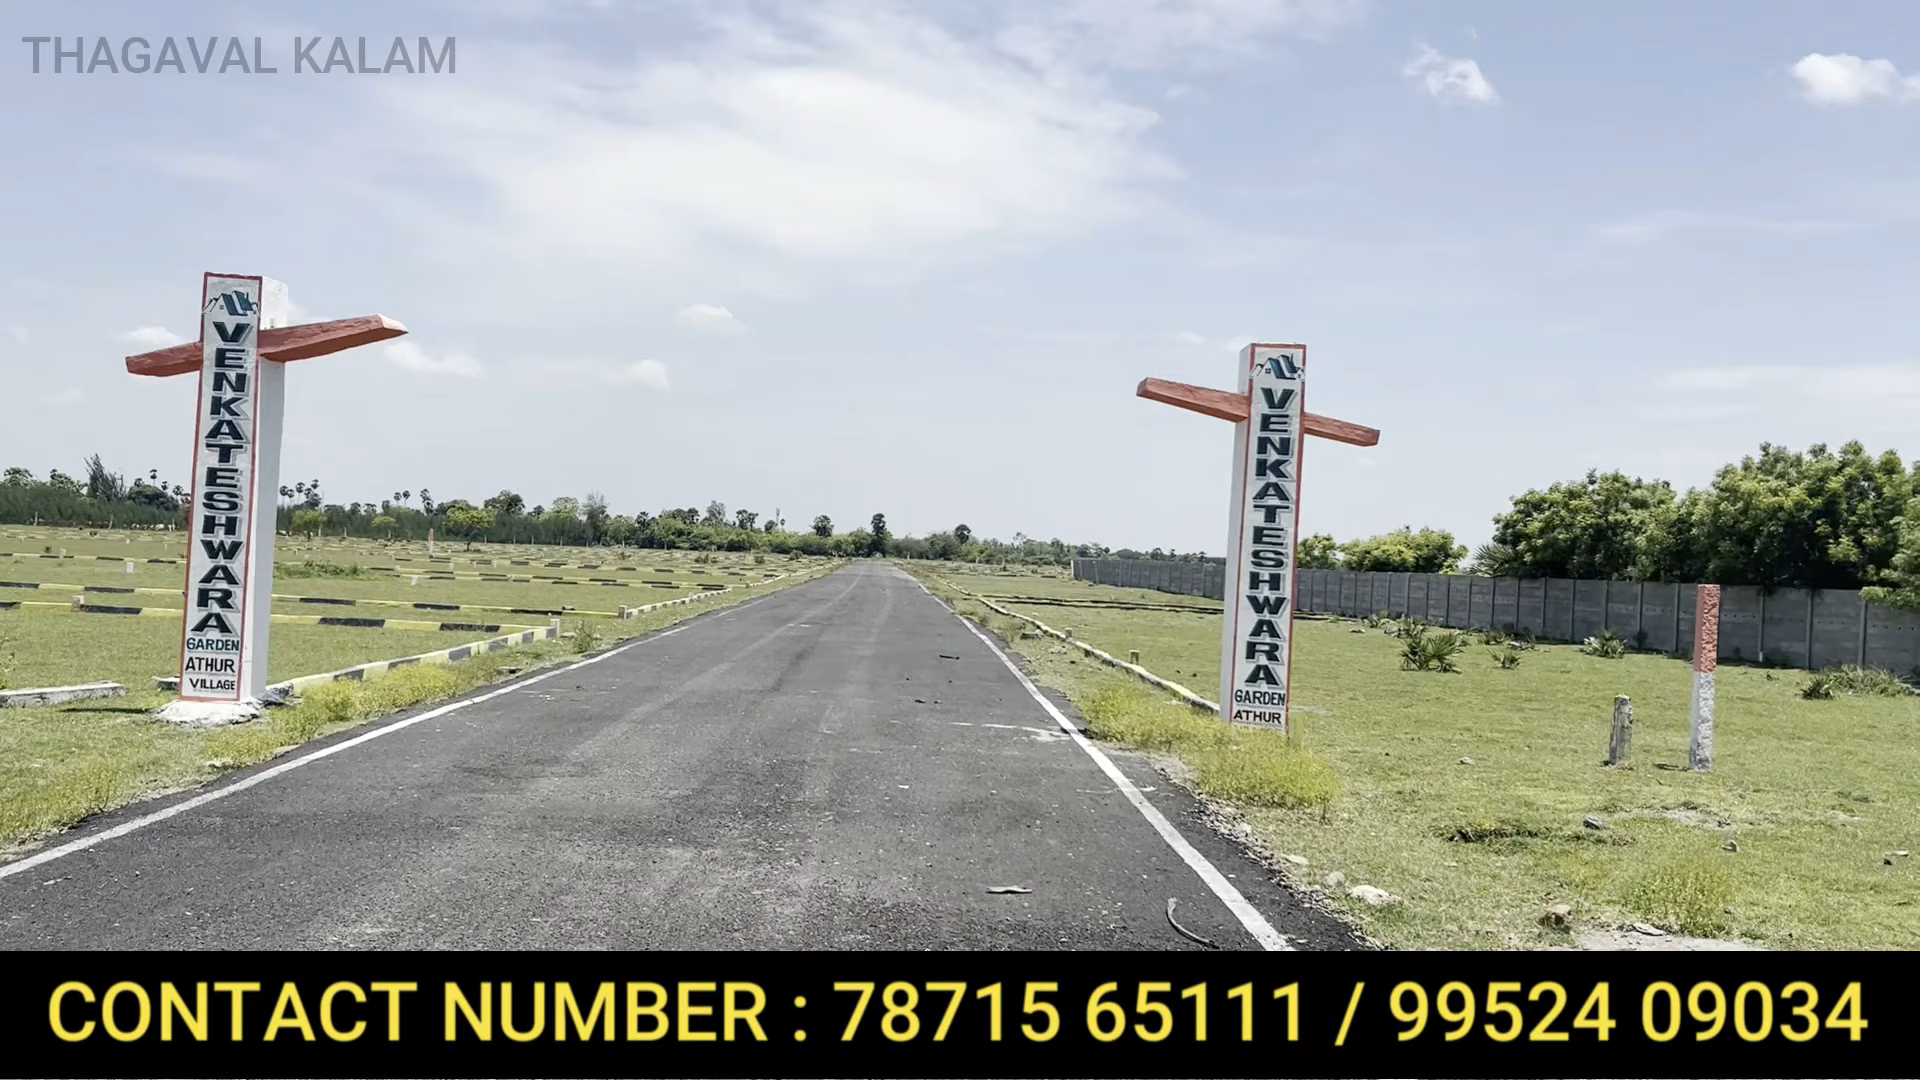 THAGAVAL KALAM
VENKATESHWARA
GARDEN
ATHUR
VILLAGE
VENKATESHWARA
GARDEN
ATHUR
CONTACT NUMBER : 78715 65111 / 99524 09034